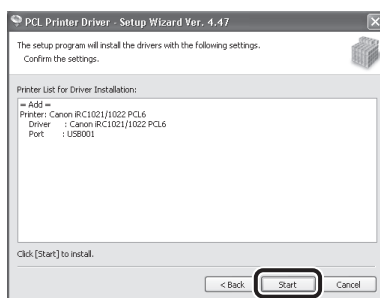 PCL Printer Driver - Setup Wizard Ver. 4.47
The setup program will install the drivers with the following settings.
Confirm the settings.
Printer List for Driver Installation:
= Add =
Printer: Canon iRC1021/1022 PCL6
Driver : Canon iRC1021/1022 PCL6
Port : USB001
Click [Start] to install.
< Back Start Cancel